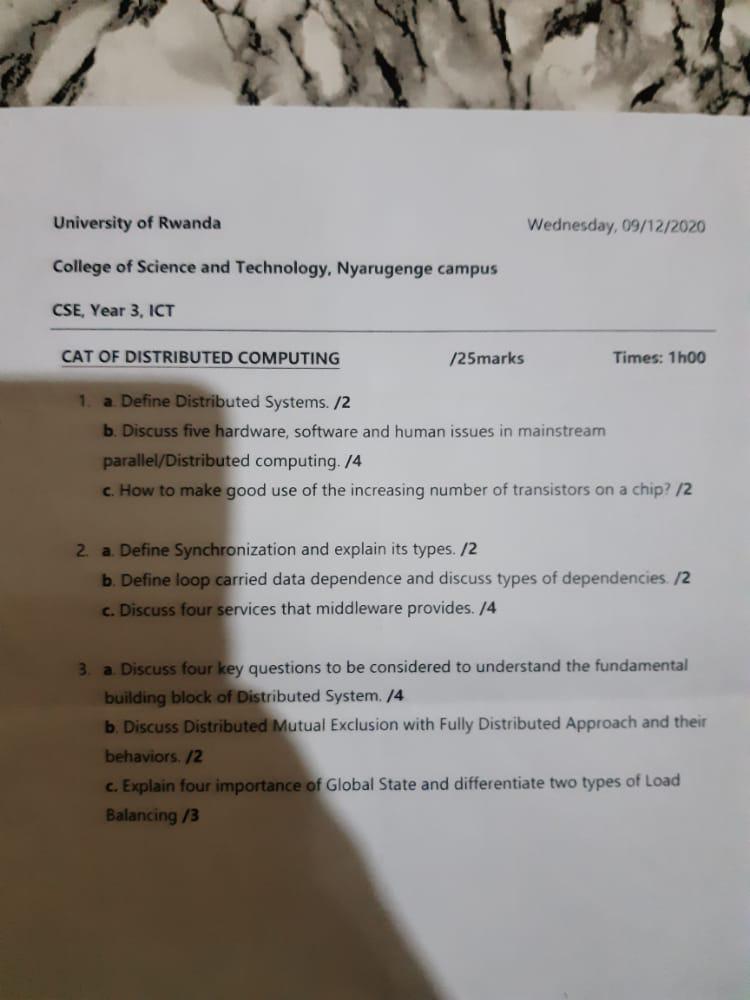 University of Rwanda
Wednesday, 09/12/2020
College of Science and Technology, Nyarugenge campus
CSE, Year 3, ICT
CAT OF DISTRIBUTED COMPUTING /25marks Times: 1h00
1. a. Define Distributed Systems. /2
b. Discuss five hardware, software and human issues in mainstream
parallel/Distributed computing. /4
c. How to make good use of the increasing number of transistors on a chip? /2
2. a. Define Synchronization and explain its types. /2
b. Define loop carried data dependence and discuss types of dependencies. /2
c. Discuss four services that middleware provides. /4
3. a. Discuss four key questions to be considered to understand the fundamental
building block of Distributed System. /4
b. Discuss Distributed Mutual Exclusion with Fully Distributed Approach and their
behaviors. /2
c. Explain four importance of Global State and differentiate two types of Load
Balancing /3